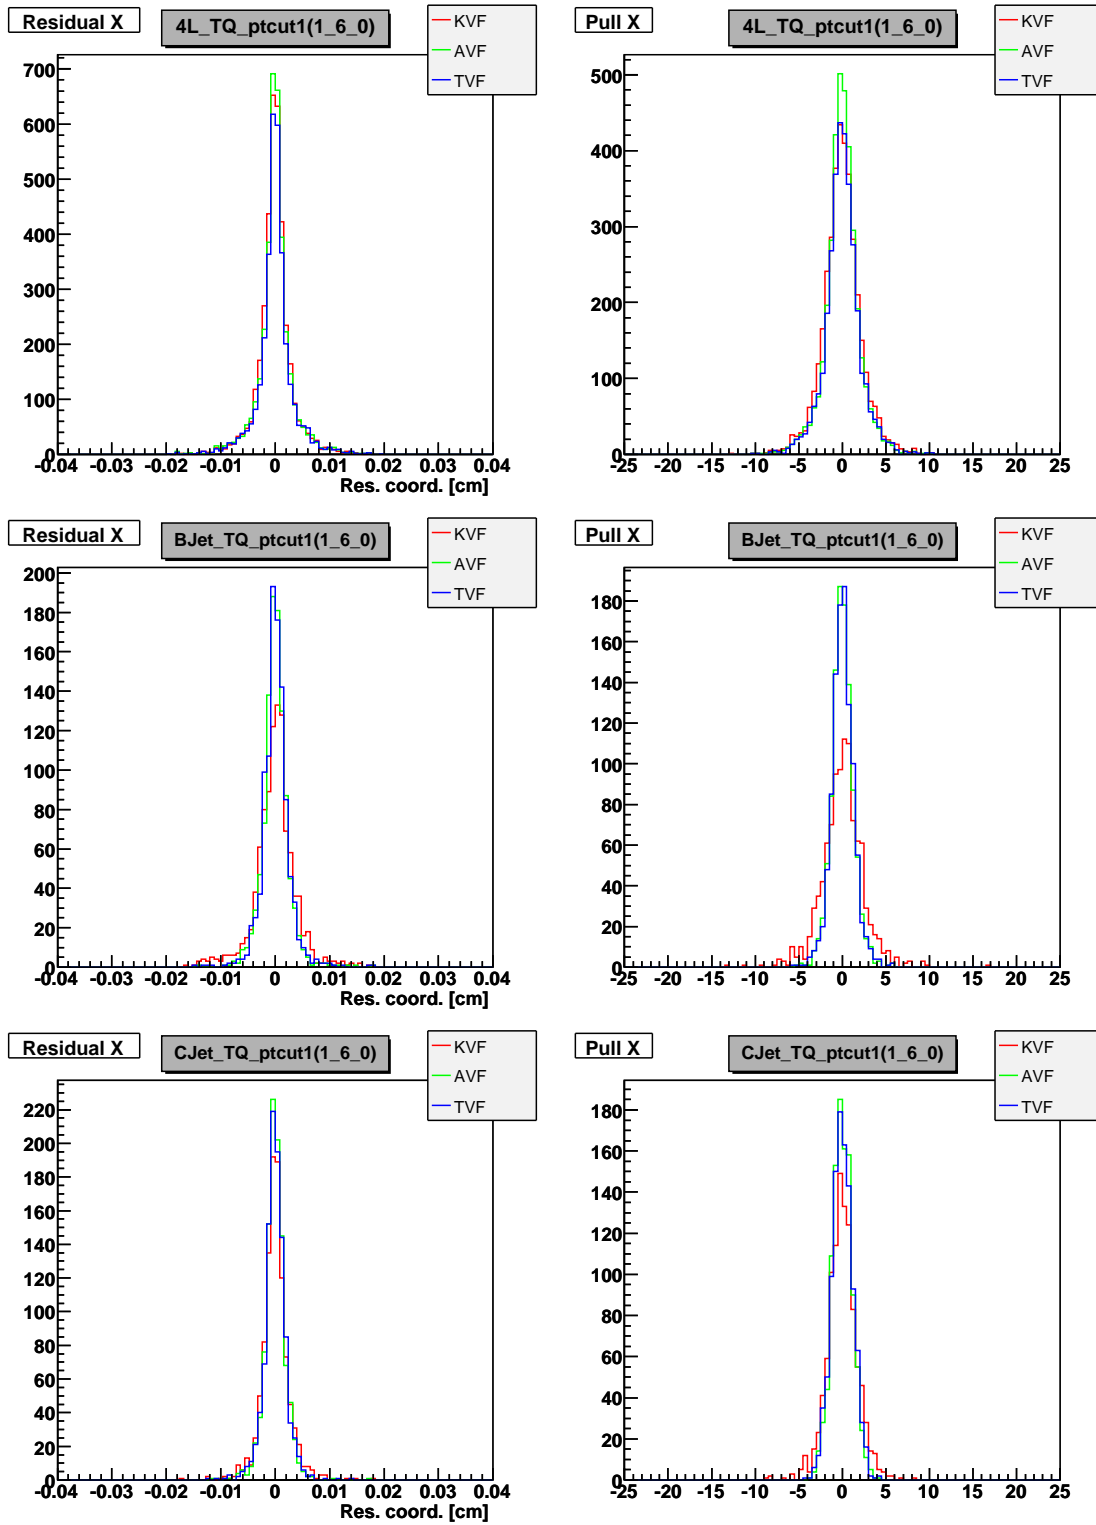 Residual X
4L_TQ_ptcut1(1_6_0)
KVF
AVF
TVF
700
600
500
400
300
200
100
0
-0.04 -0.03 -0.02 -0.01 0 0.01 0.02 0.03 0.04
Res. coord. [cm]
Pull X
4L_TQ_ptcut1(1_6_0)
KVF
AVF
TVF
500
400
300
200
100
0
-25 -20 -15 -10 -5 0 5 10 15 20 25
Residual X
BJet_TQ_ptcut1(1_6_0)
KVF
AVF
TVF
200
180
160
140
120
100
80
60
40
20
0
-0.04 -0.03 -0.02 -0.01 0 0.01 0.02 0.03 0.04
Res. coord. [cm]
Pull X
BJet_TQ_ptcut1(1_6_0)
KVF
AVF
TVF
180
160
140
120
100
80
60
40
20
0
-25 -20 -15 -10 -5 0 5 10 15 20 25
Residual X
CJet_TQ_ptcut1(1_6_0)
KVF
AVF
TVF
220
200
180
160
140
120
100
80
60
40
20
0
-0.04 -0.03 -0.02 -0.01 0 0.01 0.02 0.03 0.04
Res. coord. [cm]
Pull X
CJet_TQ_ptcut1(1_6_0)
KVF
AVF
TVF
180
160
140
120
100
80
60
40
20
0
-25 -20 -15 -10 -5 0 5 10 15 20 25